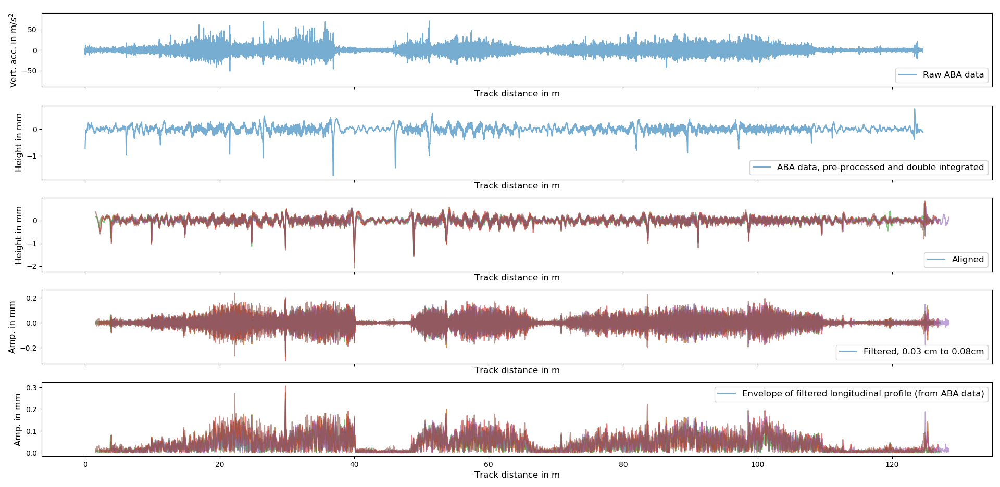 Vert. acc. in m/s²
50
0
−50
Raw ABA data
Track distance in m
Height in mm
0
−1
ABA data, pre-processed and double integrated
Track distance in m
Height in mm
0
−1
−2
Aligned
Track distance in m
Amp. in mm
0.2
0.0
−0.2
Filtered, 0.03 cm to 0.08cm
Track distance in m
Amp. in mm
0.3
0.2
0.1
0.0
Envelope of filtered longitudinal profile (from ABA data)
0 20 40 60 80 100 120
Track distance in m